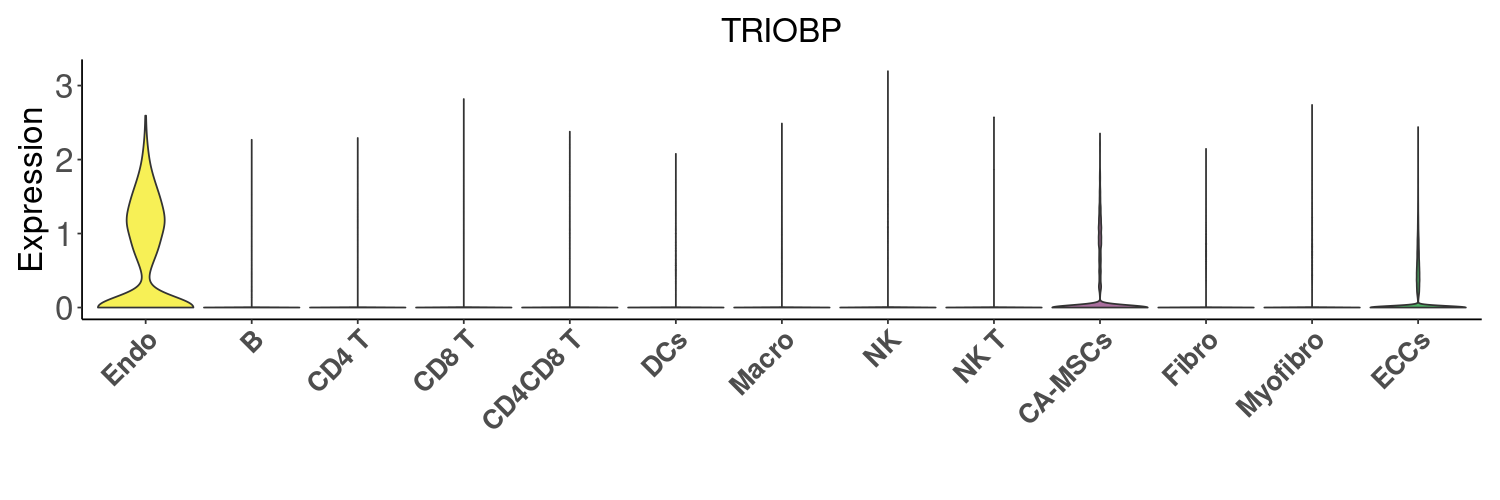 TRIOBP
Expression
3
2
1
0
Endo
B
CD4 T
CD8 T
CD4CD8 T
DCs
Macro
NK
NK T
CA-MSCs
Fibro
Myofibro
ECCs